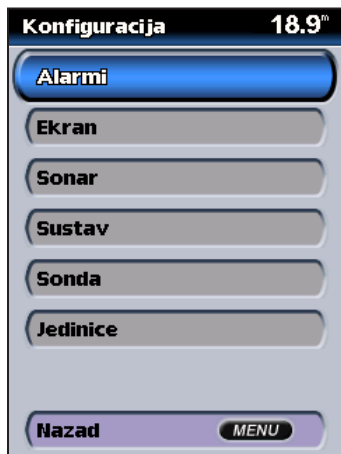 Konfiguracija 18.9m
Alarmi
Ekran
Sonar
Sustav
Sonda
Jedinice
Nazad MENU